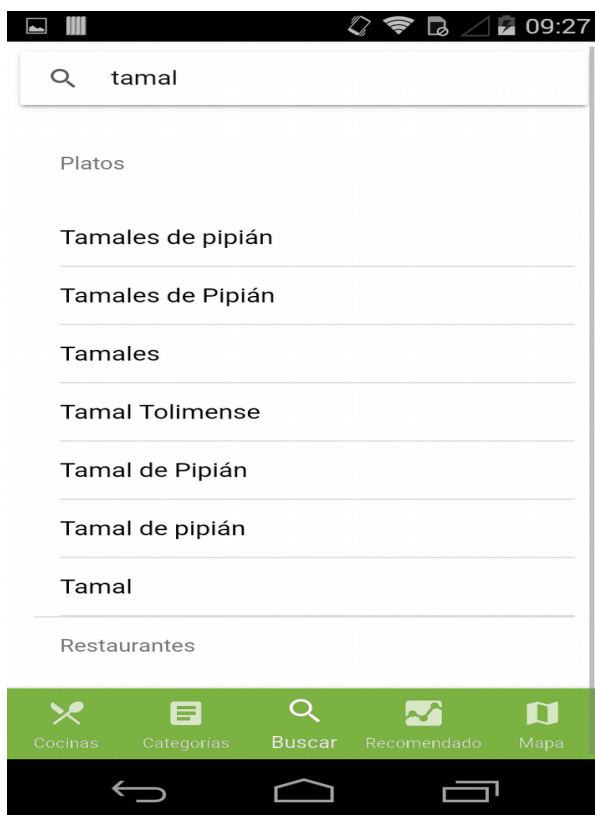 09:27
tamal
Platos
Tamales de pipián
Tamales de Pipián
Tamales
Tamal Tolimense
Tamal de Pipián
Tamal de pipián
Tamal
Restaurantes
Cocinas Categorías Buscar Recomendado Mapa